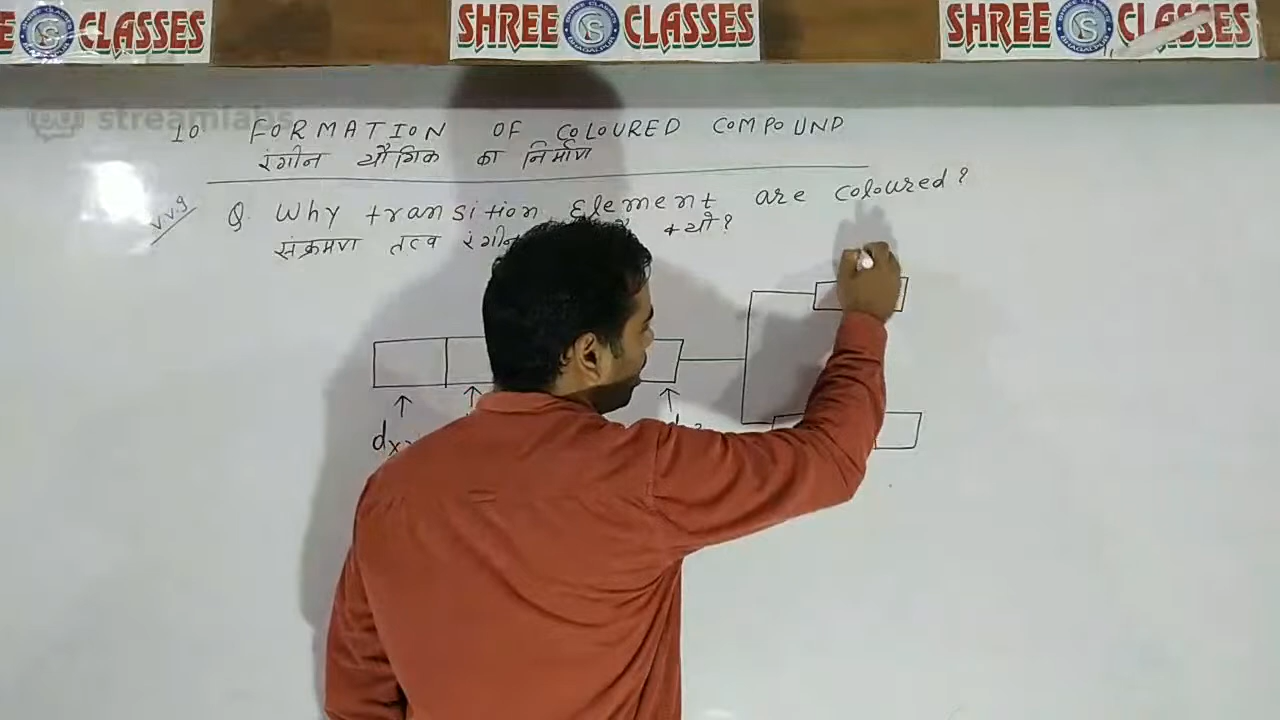 SHREE CLASSES SHREE CLASSES SHREE CLASSES
streamlabs
10 FORMATION OF COLOURED COMPOUND
रंगीन यौगिक का निर्माण
V.V.9
Q. Why transition Element are coloured?
संक्रमण तत्व रंगीन क्यों?